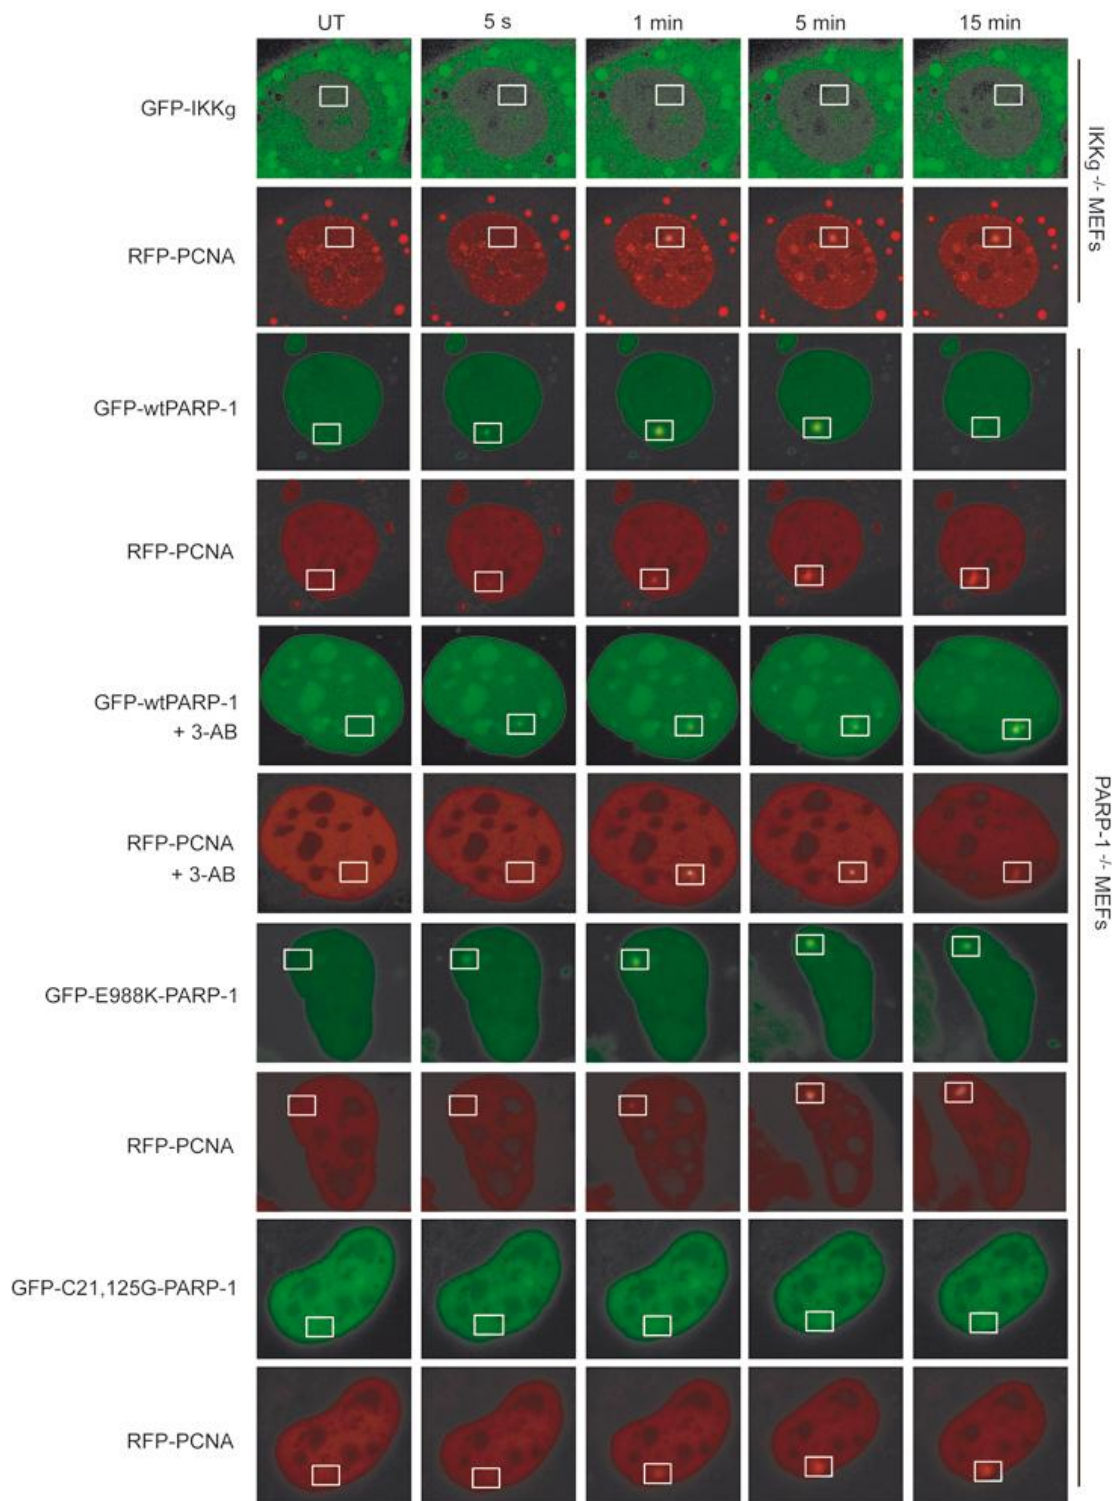 UT 5 s 1 min 5 min 15 min
GFP-IKKg
RFP-PCNA
IKKg -/- MEFs
GFP-wtPARP-1
RFP-PCNA
GFP-wtPARP-1
+ 3-AB
RFP-PCNA
+ 3-AB
GFP-E988K-PARP-1
RFP-PCNA
GFP-C21,125G-PARP-1
RFP-PCNA
PARP-1 -/- MEFs